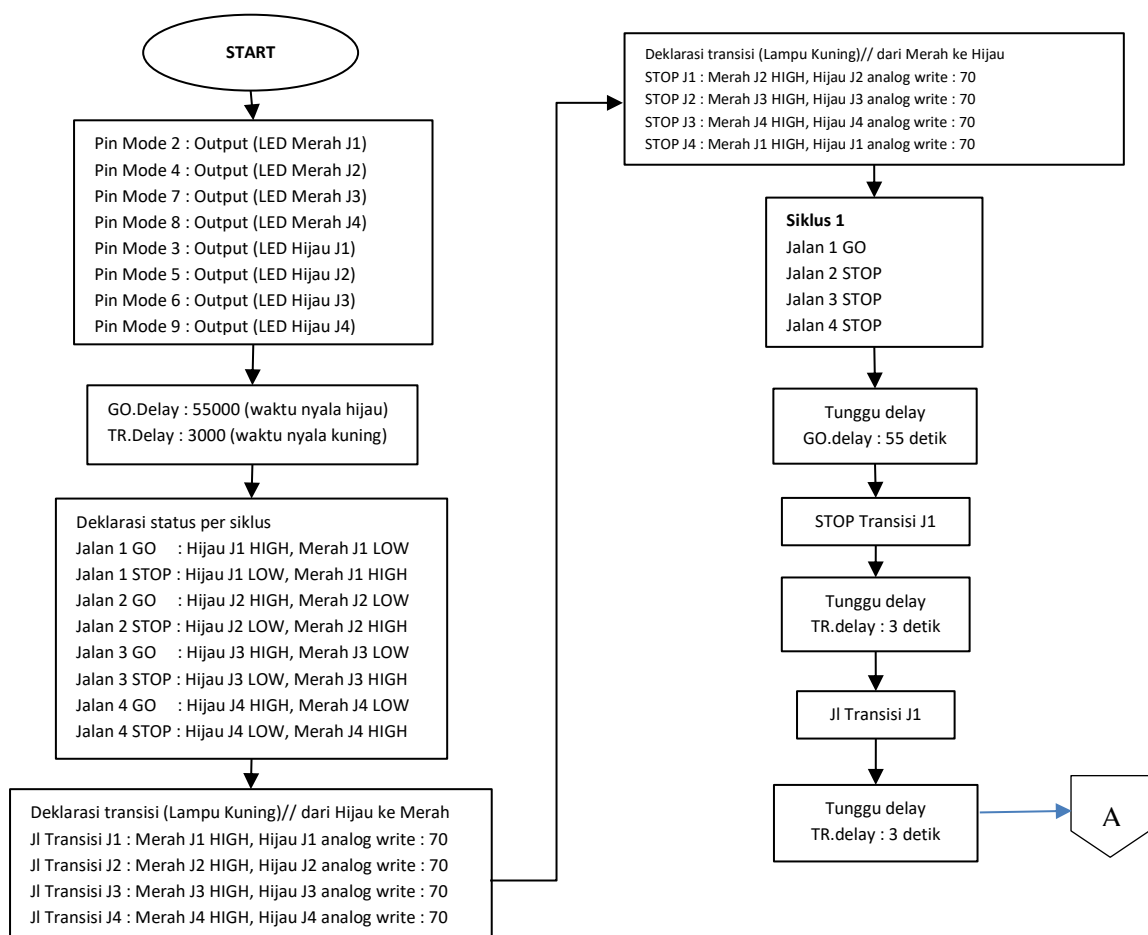 START
Pin Mode 2 : Output (LED Merah J1)
Pin Mode 4 : Output (LED Merah J2)
Pin Mode 7 : Output (LED Merah J3)
Pin Mode 8 : Output (LED Merah J4)
Pin Mode 3 : Output (LED Hijau J1)
Pin Mode 5 : Output (LED Hijau J2)
Pin Mode 6 : Output (LED Hijau J3)
Pin Mode 9 : Output (LED Hijau J4)
GO.Delay : 55000 (waktu nyala hijau)
TR.Delay : 3000 (waktu nyala kuning)
Deklarasi status per siklus
Jalan 1 GO : Hijau J1 HIGH, Merah J1 LOW
Jalan 1 STOP : Hijau J1 LOW, Merah J1 HIGH
Jalan 2 GO : Hijau J2 HIGH, Merah J2 LOW
Jalan 2 STOP : Hijau J2 LOW, Merah J2 HIGH
Jalan 3 GO : Hijau J3 HIGH, Merah J3 LOW
Jalan 3 STOP : Hijau J3 LOW, Merah J3 HIGH
Jalan 4 GO : Hijau J4 HIGH, Merah J4 LOW
Jalan 4 STOP : Hijau J4 LOW, Merah J4 HIGH
Deklarasi transisi (Lampu Kuning)// dari Hijau ke Merah
Jl Transisi J1 : Merah J1 HIGH, Hijau J1 analog write : 70
Jl Transisi J2 : Merah J2 HIGH, Hijau J2 analog write : 70
Jl Transisi J3 : Merah J3 HIGH, Hijau J3 analog write : 70
Jl Transisi J4 : Merah J4 HIGH, Hijau J4 analog write : 70
Deklarasi transisi (Lampu Kuning)// dari Merah ke Hijau
STOP J1 : Merah J2 HIGH, Hijau J2 analog write : 70
STOP J2 : Merah J3 HIGH, Hijau J3 analog write : 70
STOP J3 : Merah J4 HIGH, Hijau J4 analog write : 70
STOP J4 : Merah J1 HIGH, Hijau J1 analog write : 70
Siklus 1
Jalan 1 GO
Jalan 2 STOP
Jalan 3 STOP
Jalan 4 STOP
Tunggu delay
GO.delay : 55 detik
STOP Transisi J1
Tunggu delay
TR.delay : 3 detik
Jl Transisi J1
Tunggu delay
TR.delay : 3 detik
A